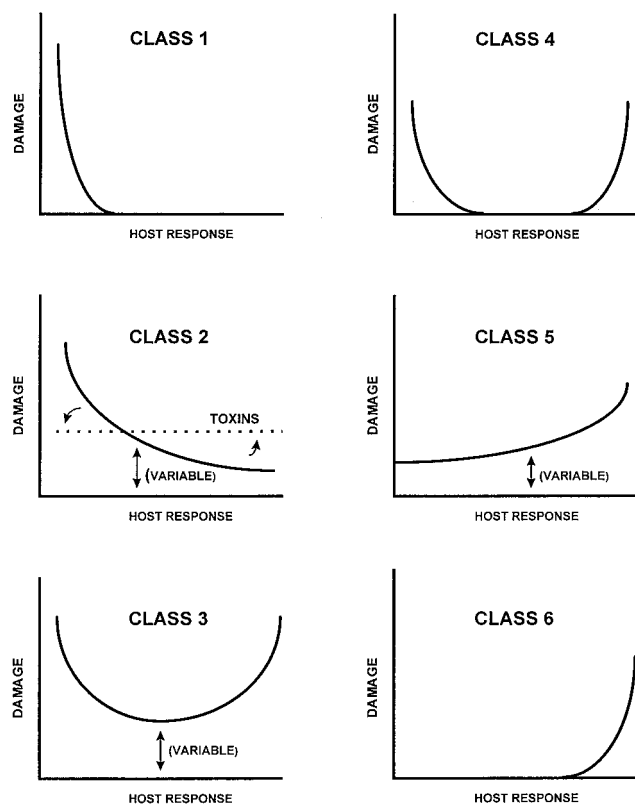 CLASS 1
DAMAGE
HOST RESPONSE
CLASS 4
DAMAGE
HOST RESPONSE
CLASS 2
TOXINS
(VARIABLE)
DAMAGE
HOST RESPONSE
CLASS 5
(VARIABLE)
DAMAGE
HOST RESPONSE
CLASS 3
(VARIABLE)
DAMAGE
HOST RESPONSE
CLASS 6
DAMAGE
HOST RESPONSE